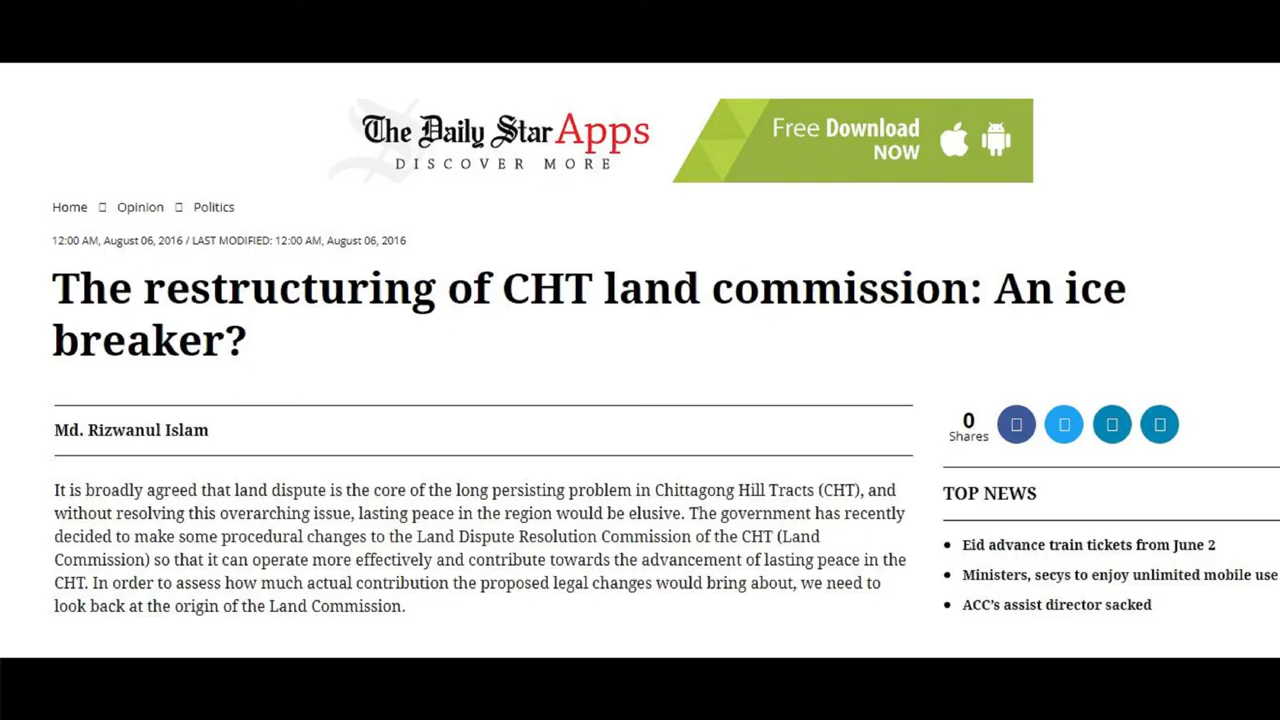 The Daily Star Apps
DISCOVER MORE
Free Download
NOW
Home Opinion Politics
12:00 AM, August 06, 2016 / LAST MODIFIED: 12:00 AM, August 06, 2016
The restructuring of CHT land commission: An ice
breaker?
Md. Rizwanul Islam
It is broadly agreed that land dispute is the core of the long persisting problem in Chittagong Hill Tracts (CHT), and
without resolving this overarching issue, lasting peace in the region would be elusive. The government has recently
decided to make some procedural changes to the Land Dispute Resolution Commission of the CHT (Land
Commission) so that it can operate more effectively and contribute towards the advancement of lasting peace in the
CHT. In order to assess how much actual contribution the proposed legal changes would bring about, we need to
look back at the origin of the Land Commission.
0
Shares
TOP NEWS
Eid advance train tickets from June 2
Ministers, secys to enjoy unlimited mobile use
ACC's assist director sacked